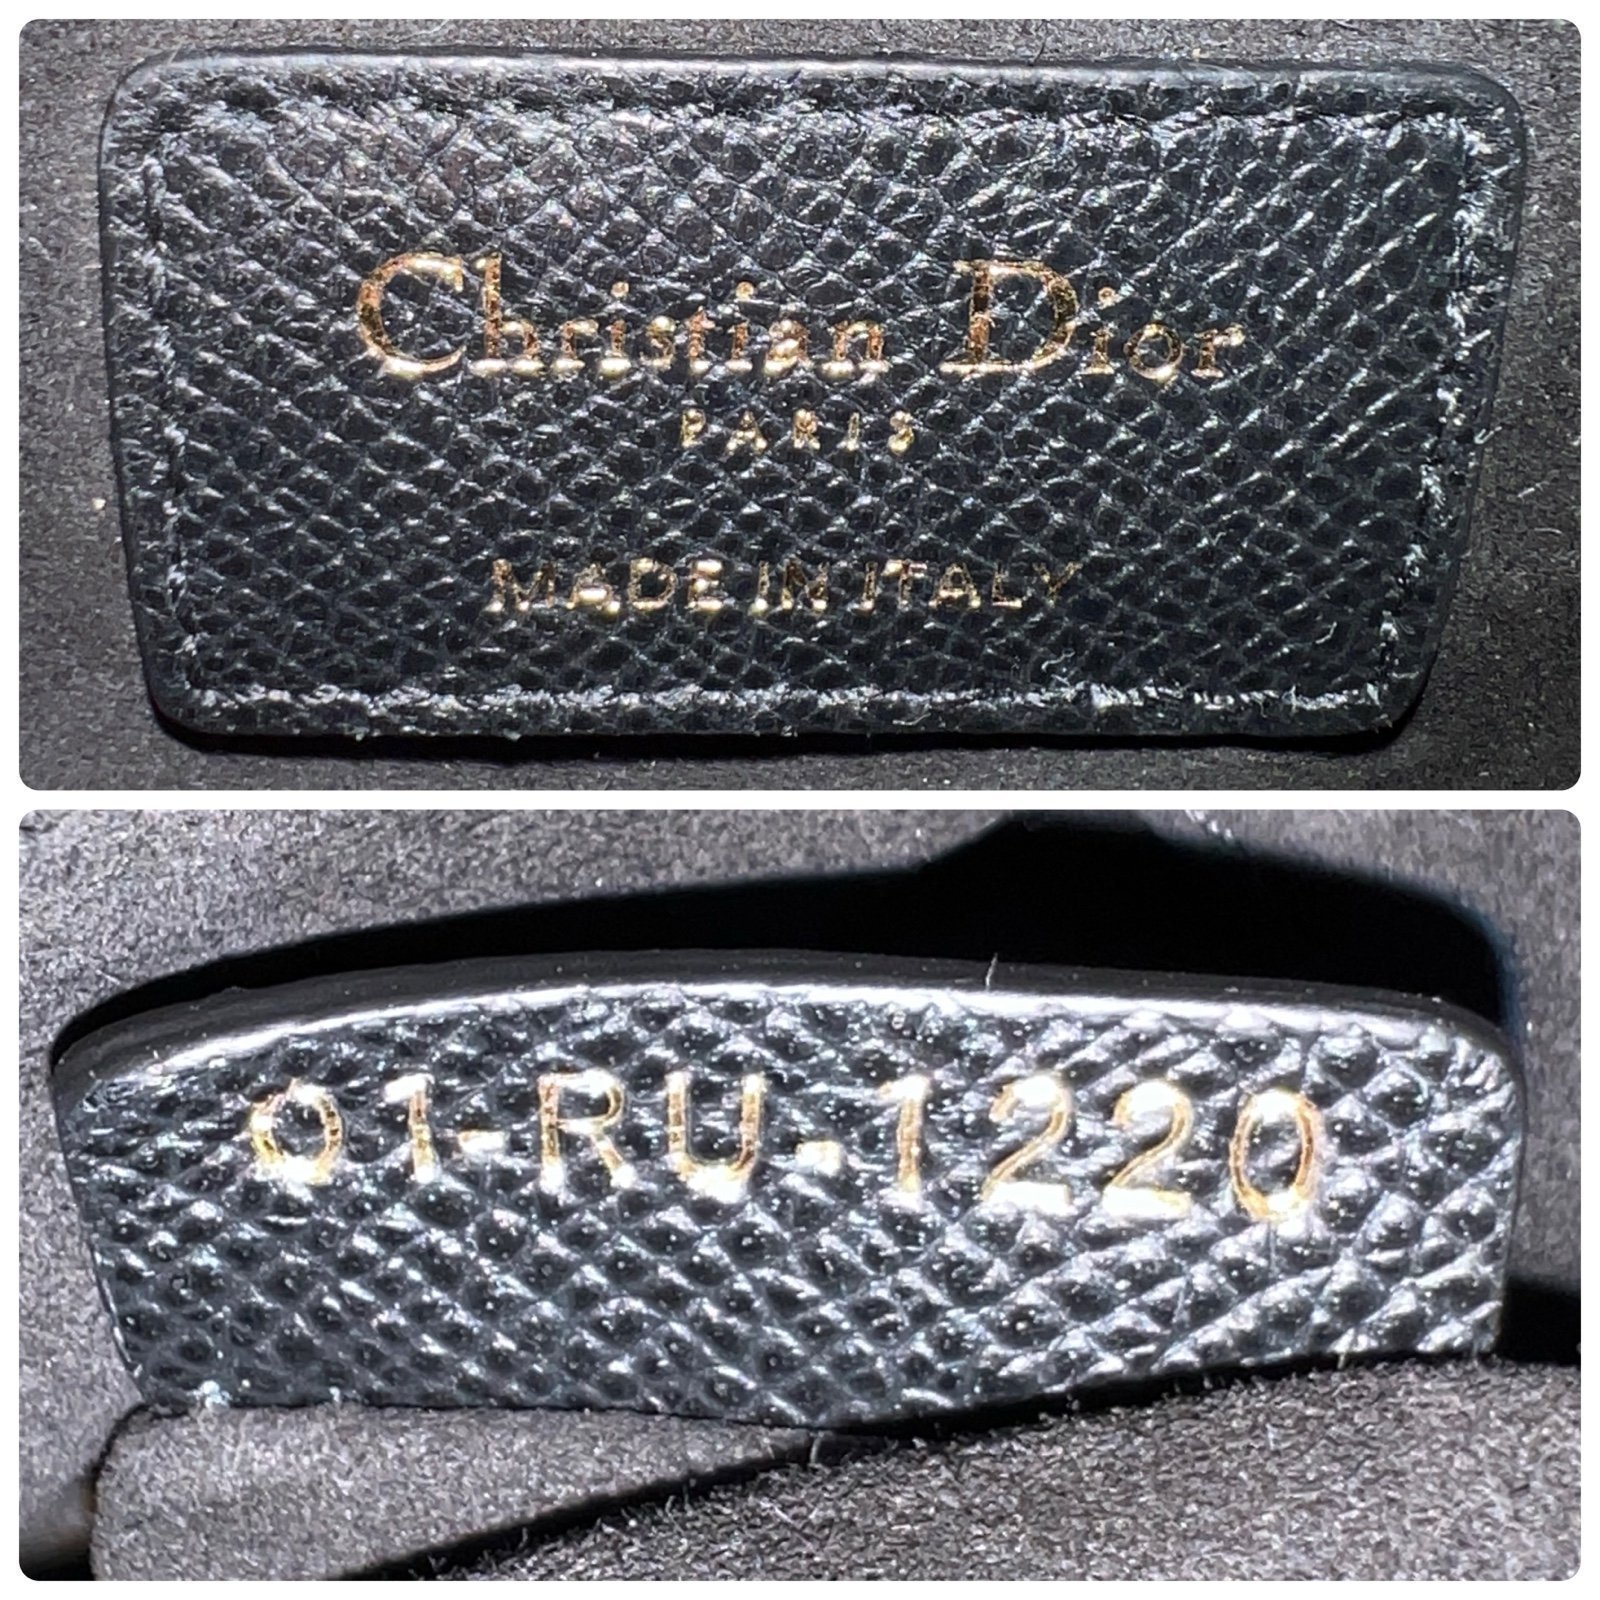 Christian Dior
PARIS
MADE IN ITALY
01-RU-1220